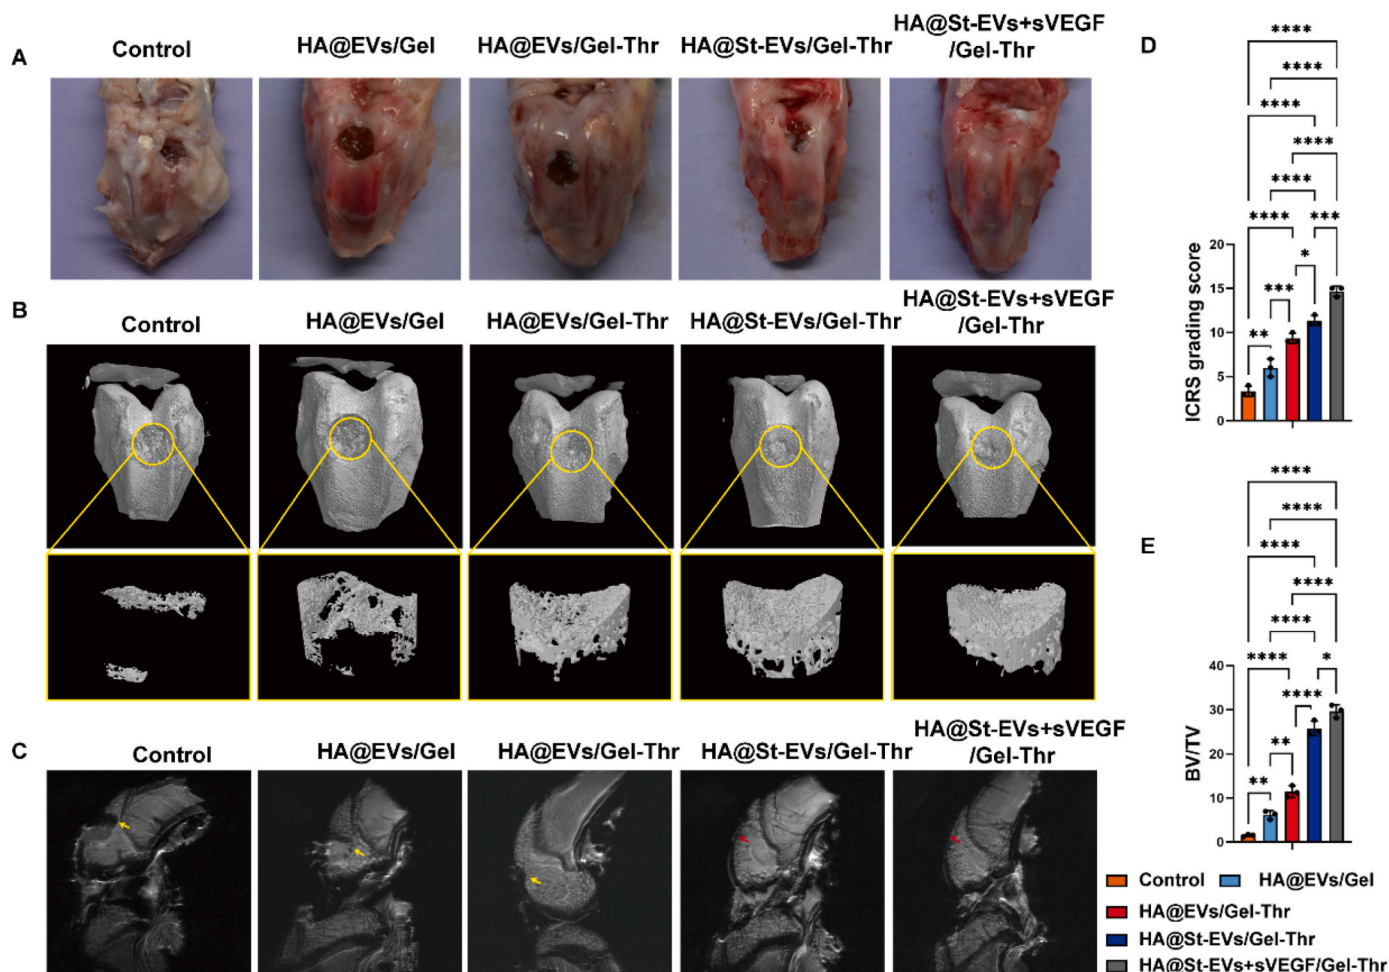 A
Control
HA@EVs/Gel
HA@EVs/Gel-Thr
HA@St-EVs/Gel-Thr
HA@St-EVs+sVEGF
/Gel-Thr
B
Control
HA@EVs/Gel
HA@EVs/Gel-Thr
HA@St-EVs/Gel-Thr
HA@St-EVs+sVEGF
/Gel-Thr
C
Control
HA@EVs/Gel
HA@EVs/Gel-Thr
HA@St-EVs/Gel-Thr
HA@St-EVs+sVEGF
/Gel-Thr
D
****
****
****
****
****
**** ***
*
***
**
ICRS grading score
20
15
10
5
0
E
****
****
****
****
****
**** *
****
**
**
BV/TV
40
30
20
10
0
Control
HA@EVs/Gel
HA@EVs/Gel-Thr
HA@St-EVs/Gel-Thr
HA@St-EVs+sVEGF/Gel-Thr